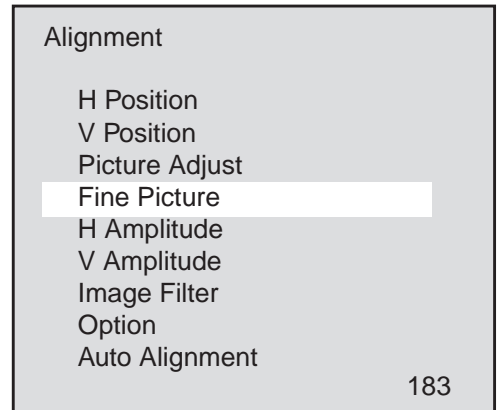 Alignment
H Position
V Position
Picture Adjust
Fine Picture
H Amplitude
V Amplitude
Image Filter
Option
Auto Alignment
183